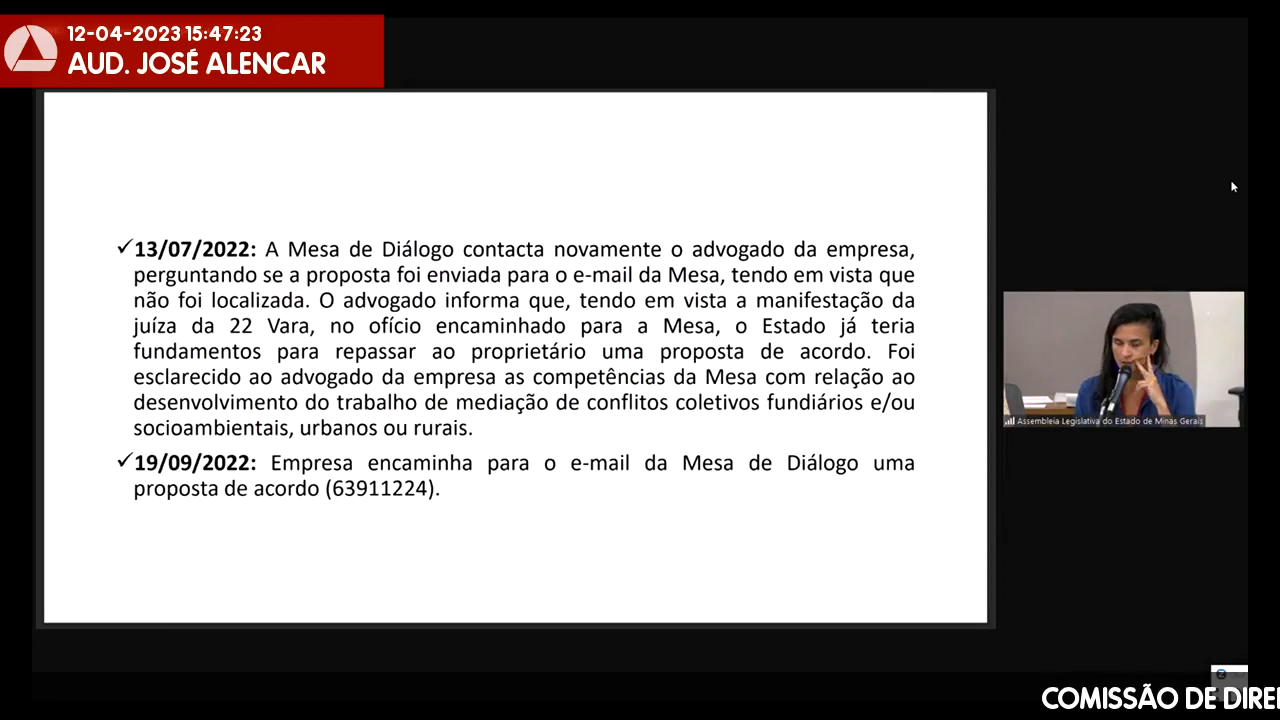 12-04-2023 15:47:23
AUD. JOSÉ ALENCAR
✓13/07/2022: A Mesa de Diálogo contacta novamente o advogado da empresa,
perguntando se a proposta foi enviada para o e-mail da Mesa, tendo em vista que
não foi localizada. O advogado informa que, tendo em vista a manifestação da
juíza da 22 Vara, no ofício encaminhado para a Mesa, o Estado já teria
fundamentos para repassar ao proprietário uma proposta de acordo. Foi
esclarecido ao advogado da empresa as competências da Mesa com relação ao
desenvolvimento do trabalho de mediação de conflitos coletivos fundiários e/ou
socioambientais, urbanos ou rurais.
✓19/09/2022: Empresa encaminha para o e-mail da Mesa de Diálogo uma
proposta de acordo (63911224).
Assembleia Legislativa do Estado de Minas Gerais
COMISSÃO DE DIRE